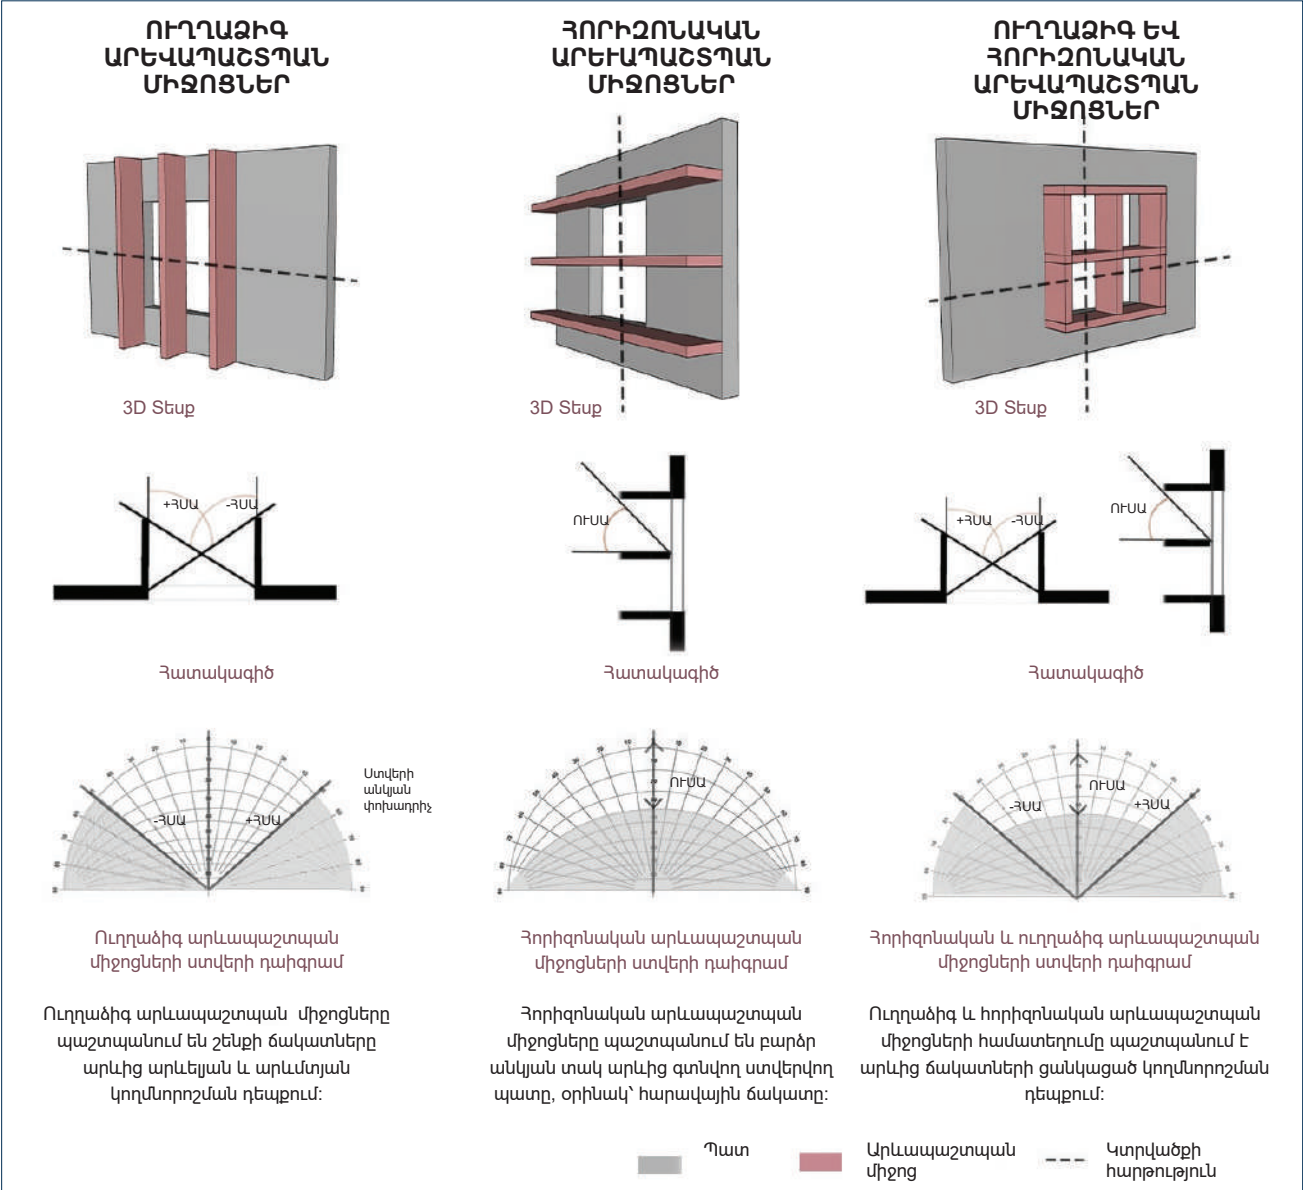 ՈՒՂՂԱՁԻԳ
ԱՐԵՎԱՊԱՇՏՊԱՆ
ՄԻՋՈՑՆԵՐ
3D Տեսք
+ՀՍԱ
-ՀՍԱ
Հատակագիծ
-ՀՍԱ
+ՀՍԱ
Ստվերի
անկյան
փոխադրիչ
Ուղղաձիգ արևապաշտպան
միջոցների ստվերի դաիգրամ
Ուղղաձիգ արևապաշտպան միջոցները
պաշտպանում են շենքի ճակատները
արևից արևելյան և արևմտյան
կողմնորոշման դեպքում:
ՀՈՐԻԶՈՆԱԿԱՆ
ԱՐԵՒԱՊԱՇՏՊԱՆ
ՄԻՋՈՑՆԵՐ
3D Տեսք
ՈՒՍԱ
Հատակագիծ
ՈՒՍԱ
Հորիզոնական արևապաշտպան
միջոցների ստվերի դաիգրամ
Հորիզոնական արևապաշտպան
միջոցները պաշտպանում են բարձր
անկյան տակ արևից գտնվող ստվերվող
պատը, օրինակ՝ հարավային ճակատը:
ՈՒՂՂԱՁԻԳ ԵՎ
ՀՈՐԻԶՈՆԱԿԱՆ
ԱՐԵՎԱՊԱՇՏՊԱՆ
ՄԻՋՈՑՆԵՐ
3D Տեսք
+ՀՍԱ
-ՀՍԱ
ՈՒՍԱ
Հատակագիծ
-ՀՍԱ
ՈՒՍԱ
+ՀՍԱ
Հորիզոնական և ուղղաձիգ արևապաշտպան
միջոցների ստվերի դաիգրամ
Ուղղաձիգ և հորիզոնական արևապաշտպան
միջոցների համատեղումը պաշտպանում է
արևից ճակատների ցանկացած կողմնորոշման
դեպքում:
Պատ
Արևապաշտպան
միջոց
Կտրվածքի
հարթություն